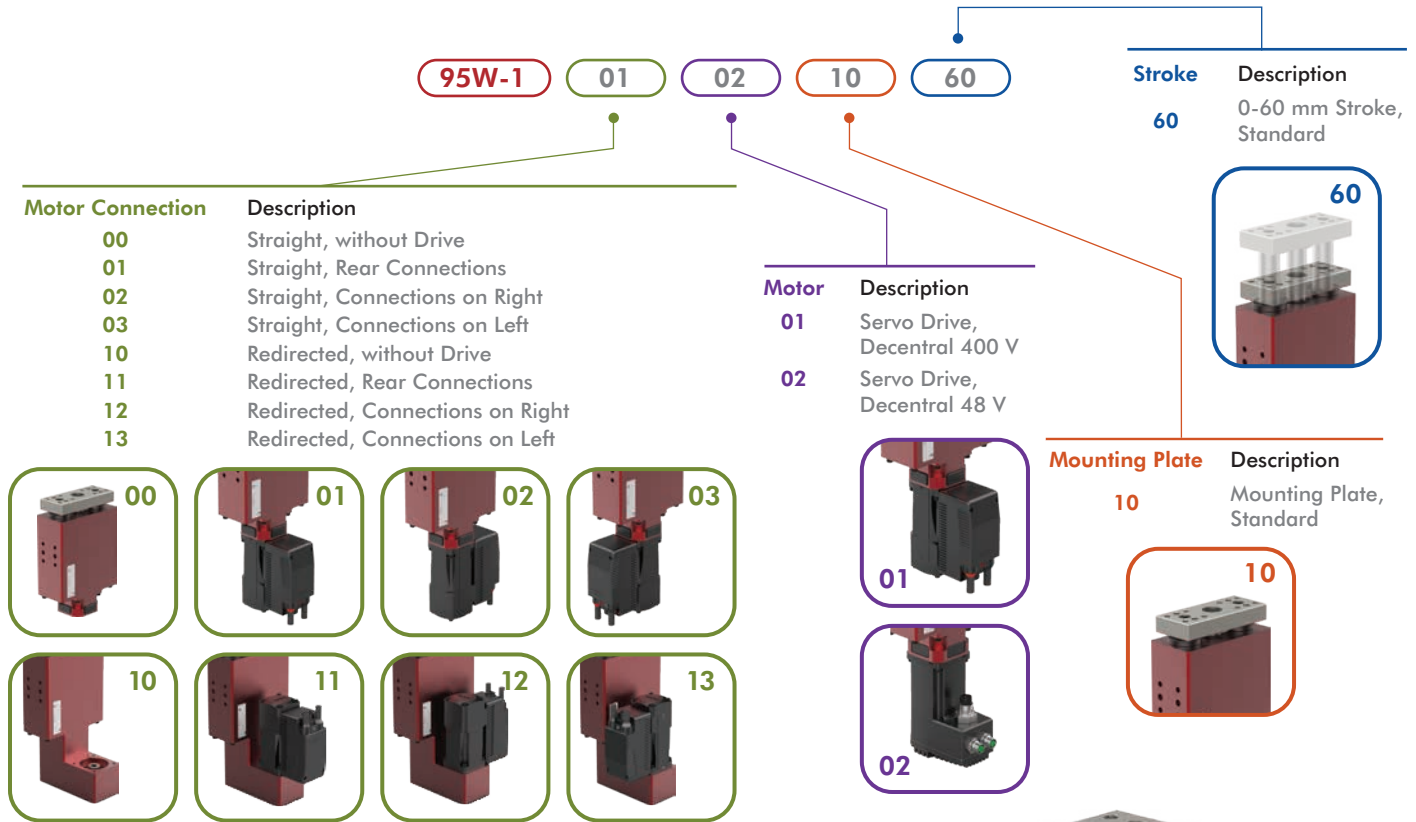 95W-1 01 02 10 60
Stroke Description
60 0-60 mm Stroke,
Standard
60
Motor Connection Description
00 Straight, without Drive
01 Straight, Rear Connections
02 Straight, Connections on Right
03 Straight, Connections on Left
10 Redirected, without Drive
11 Redirected, Rear Connections
12 Redirected, Connections on Right
13 Redirected, Connections on Left
Motor Description
01 Servo Drive,
Decentral 400 V
02 Servo Drive,
Decentral 48 V
Mounting Plate Description
10 Mounting Plate,
Standard
00 01 02 03
10 11 12 13
01
02
10